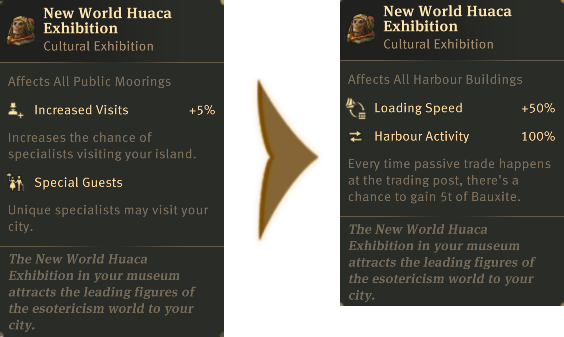 New World Huaca
Exhibition
Cultural Exhibition
Affects All Public Moorings
Increased Visits +5%
Increases the chance of
specialists visiting your island.
Special Guests
Unique specialists may visit your
city.
The New World Huaca
Exhibition in your museum
attracts the leading figures of
the esotericism world to your
city.
New World Huaca
Exhibition
Cultural Exhibition
Affects All Harbour Buildings
Loading Speed +50%
Harbour Activity 100%
Every time passive trade happens
at the trading post, there's a
chance to gain 5t of Bauxite.
The New World Huaca
Exhibition in your museum
attracts the leading figures of
the esotericism world to your
city.